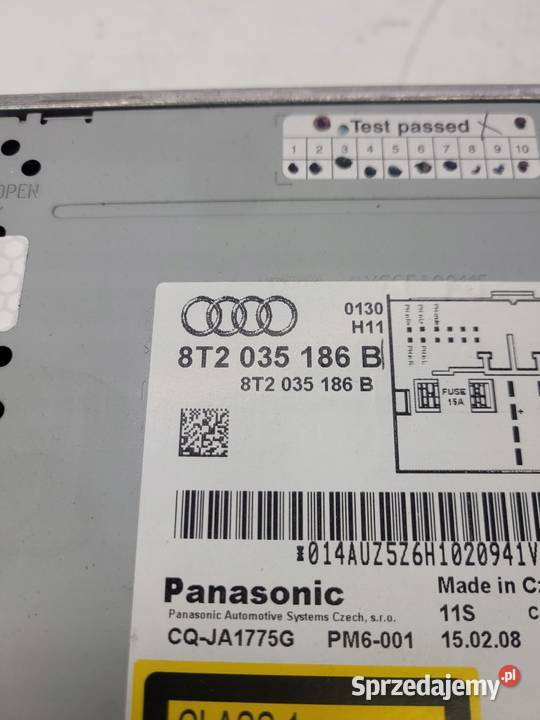 Test passed
1 2 3 4 5 6 7 8 9 10
OPEN
0130
H11
8T2 035 186 B
8T2 035 186 B
FUSE
15A
014AUZ5Z6H1020941V
Panasonic
Made in
Panasonic Automotive Systems Czech, s.r.o.
11S
CQ-JA1775G PM6-001 15.02.08
CLASS 1
Sprzedajemy.pl